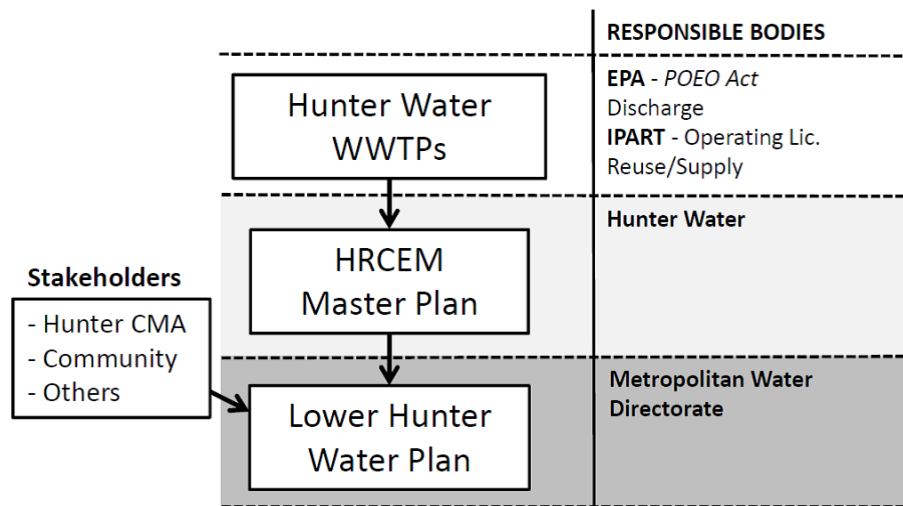 RESPONSIBLE BODIES
Hunter Water
WWTPs
EPA - POEO Act
Discharge
IPART - Operating Lic.
Reuse/Supply
HRCEM
Master Plan
Hunter Water
Stakeholders
- Hunter CMA
- Community
- Others
Lower Hunter
Water Plan
Metropolitan Water
Directorate